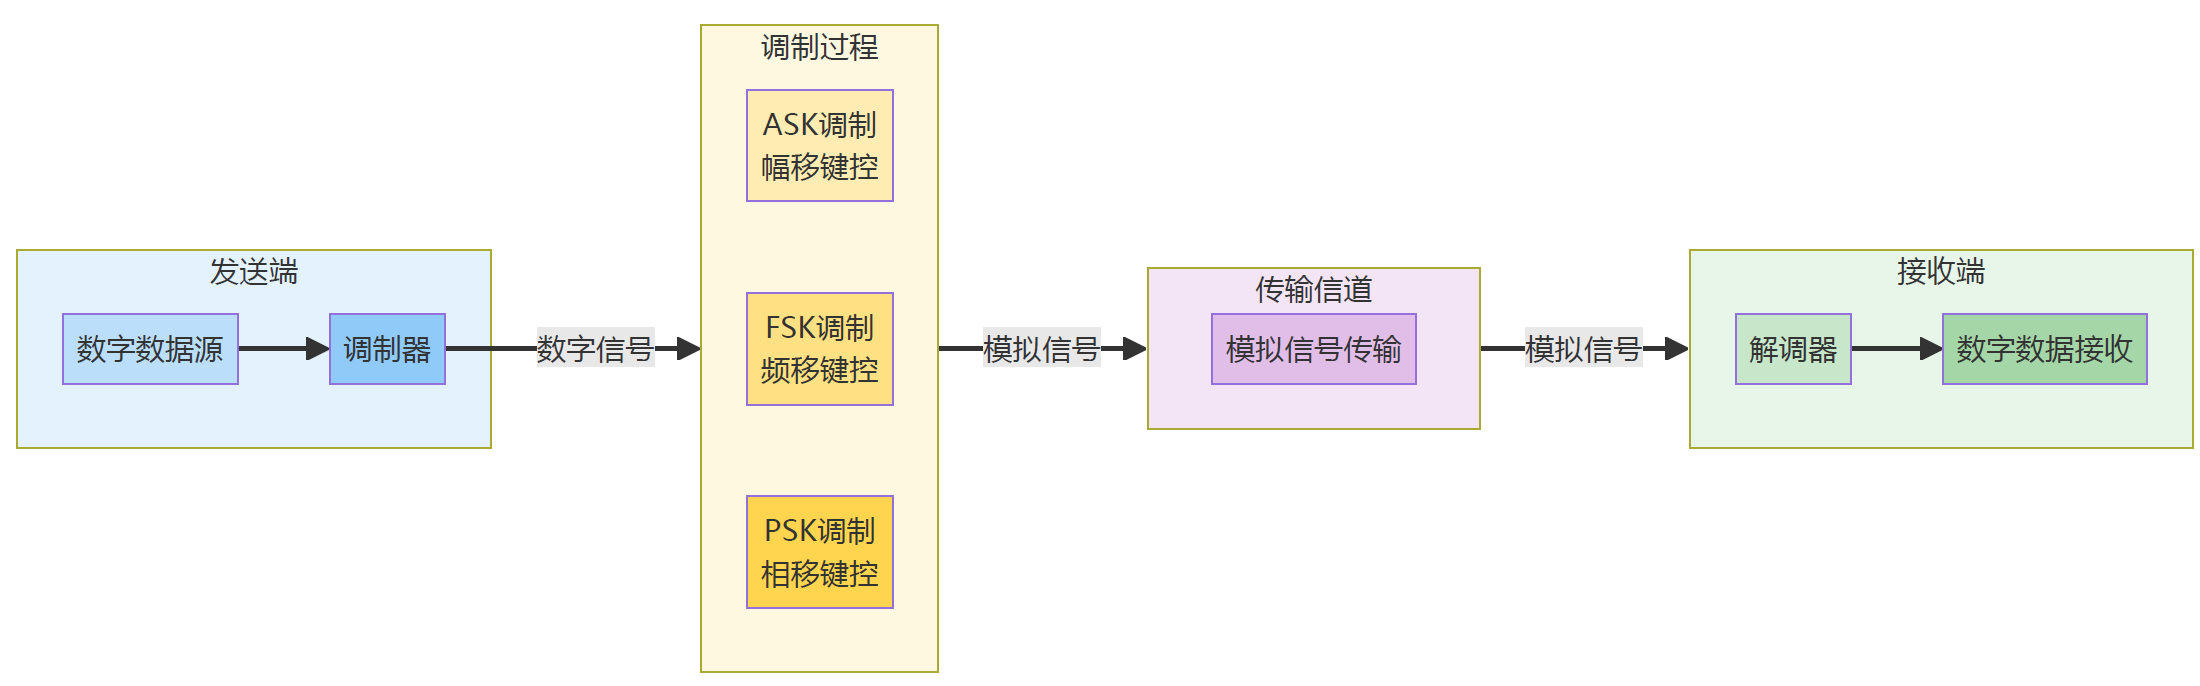 发送端
数字数据源
调制器
数字信号
调制过程
ASK调制
幅移键控
FSK调制
频移键控
PSK调制
相移键控
模拟信号
传输信道
模拟信号传输
模拟信号
接收端
解调器
数字数据接收